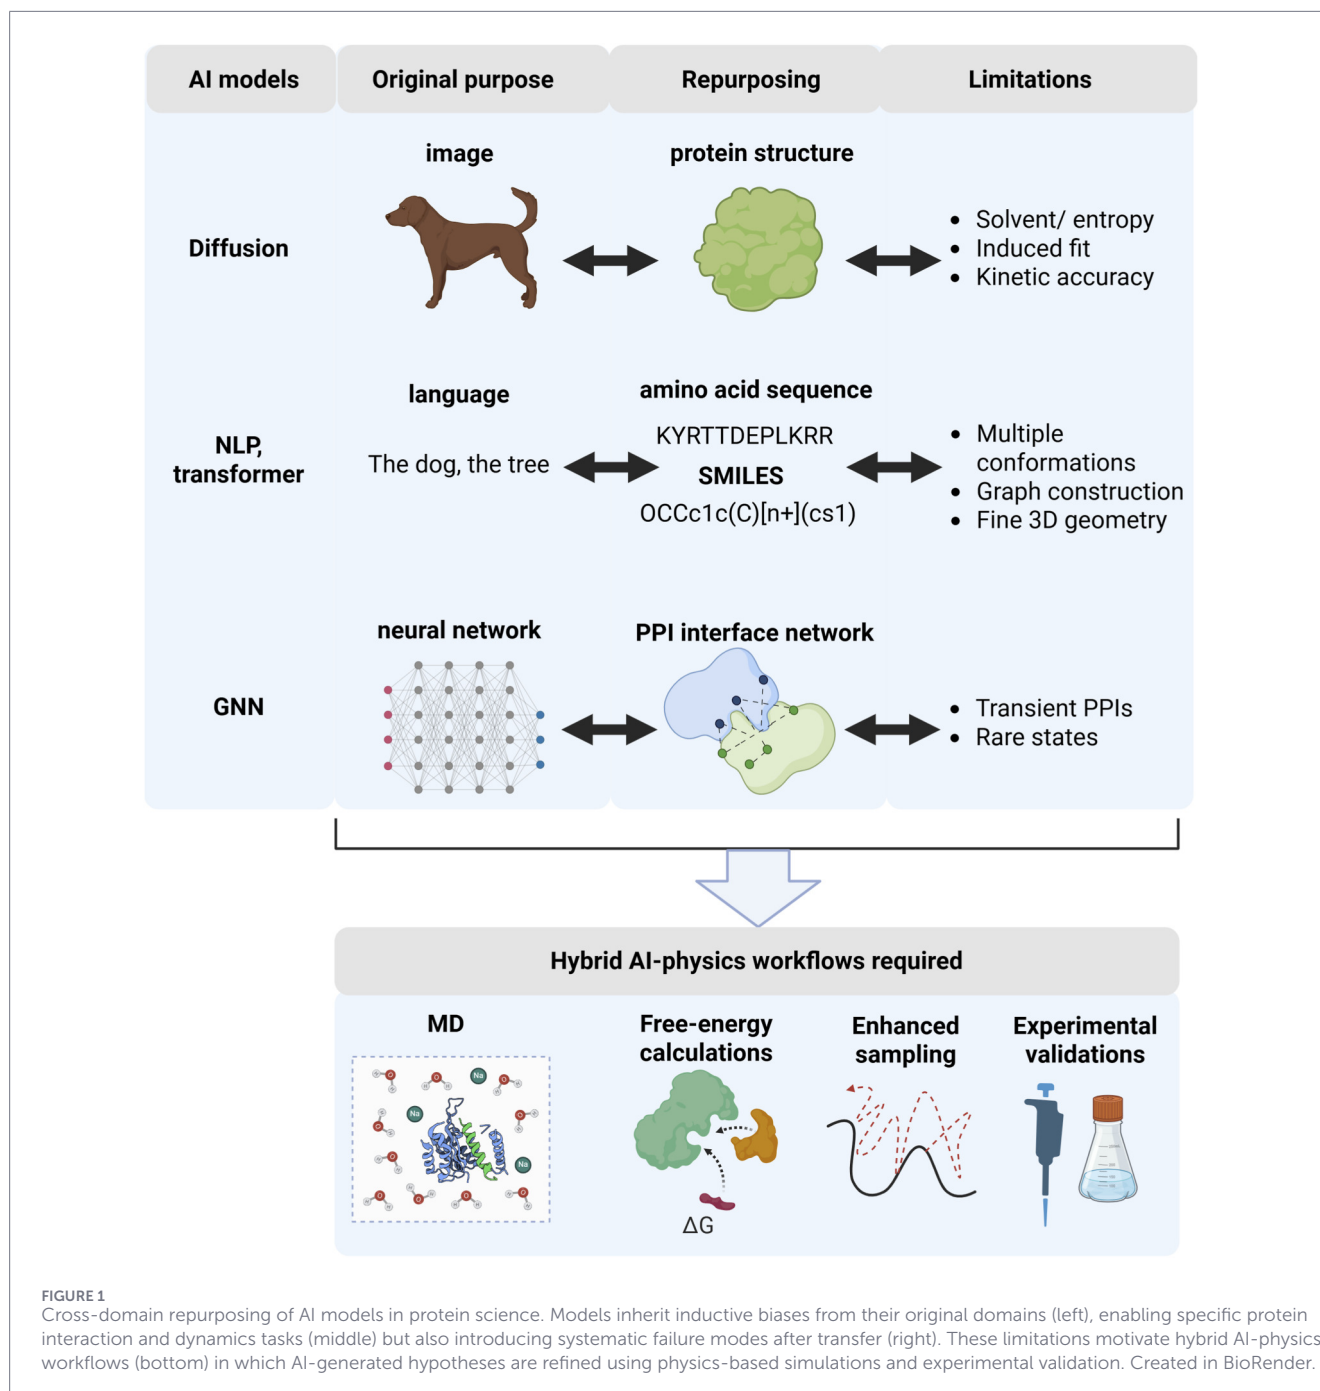 AI models
Original purpose
Repurposing
Limitations
image
protein structure
Diffusion
• Solvent/ entropy
• Induced fit
• Kinetic accuracy
language
amino acid sequence
NLP,
transformer
The dog, the tree
KYRTTDEPLKRR
SMILES
OCCc1c(C)[n+](cs1)
• Multiple
conformations
• Graph construction
• Fine 3D geometry
neural network
PPI interface network
GNN
• Transient PPIs
• Rare states
Hybrid AI-physics workflows required
MD
Free-energy
calculations
Enhanced
sampling
Experimental
validations
Na
Na
Na
ΔG
FIGURE 1
Cross-domain repurposing of AI models in protein science. Models inherit inductive biases from their original domains (left), enabling specific protein
interaction and dynamics tasks (middle) but also introducing systematic failure modes after transfer (right). These limitations motivate hybrid AI-physics
workflows (bottom) in which AI-generated hypotheses are refined using physics-based simulations and experimental validation. Created in BioRender.